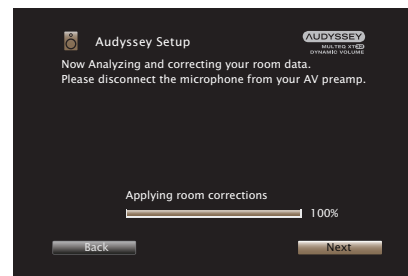 Audyssey Setup
AUDYSSEY
MULTEQ XT32
DYNAMIC VOLUME
Now Analyzing and correcting your room data.
Please disconnect the microphone from your AV preamp.
Applying room corrections
100%
Back
Next